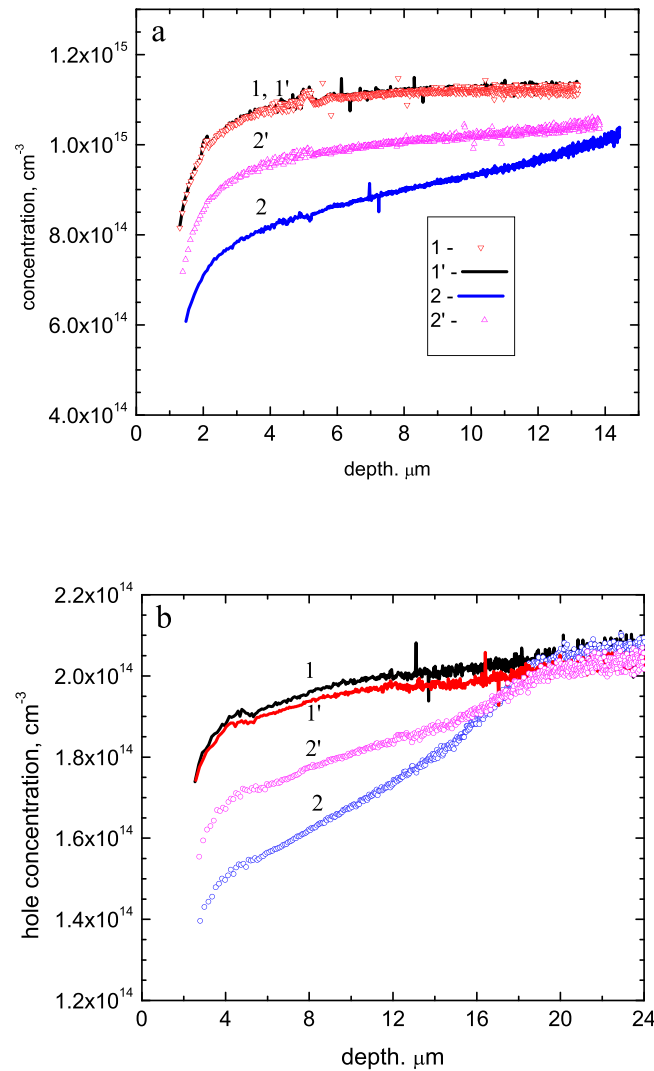 a
1.2x10^15
1.0x10^15
8.0x10^14
6.0x10^14
4.0x10^14
concentration, cm^-3
1, 1'
2'
2
1 -
1' -
2 -
2' -
0 2 4 6 8 10 12 14
depth. μm
b
2.2x10^14
2.0x10^14
1.8x10^14
1.6x10^14
1.4x10^14
1.2x10^14
hole concentration, cm^-3
1
1'
2'
2
0 4 8 12 16 20 24
depth. μm